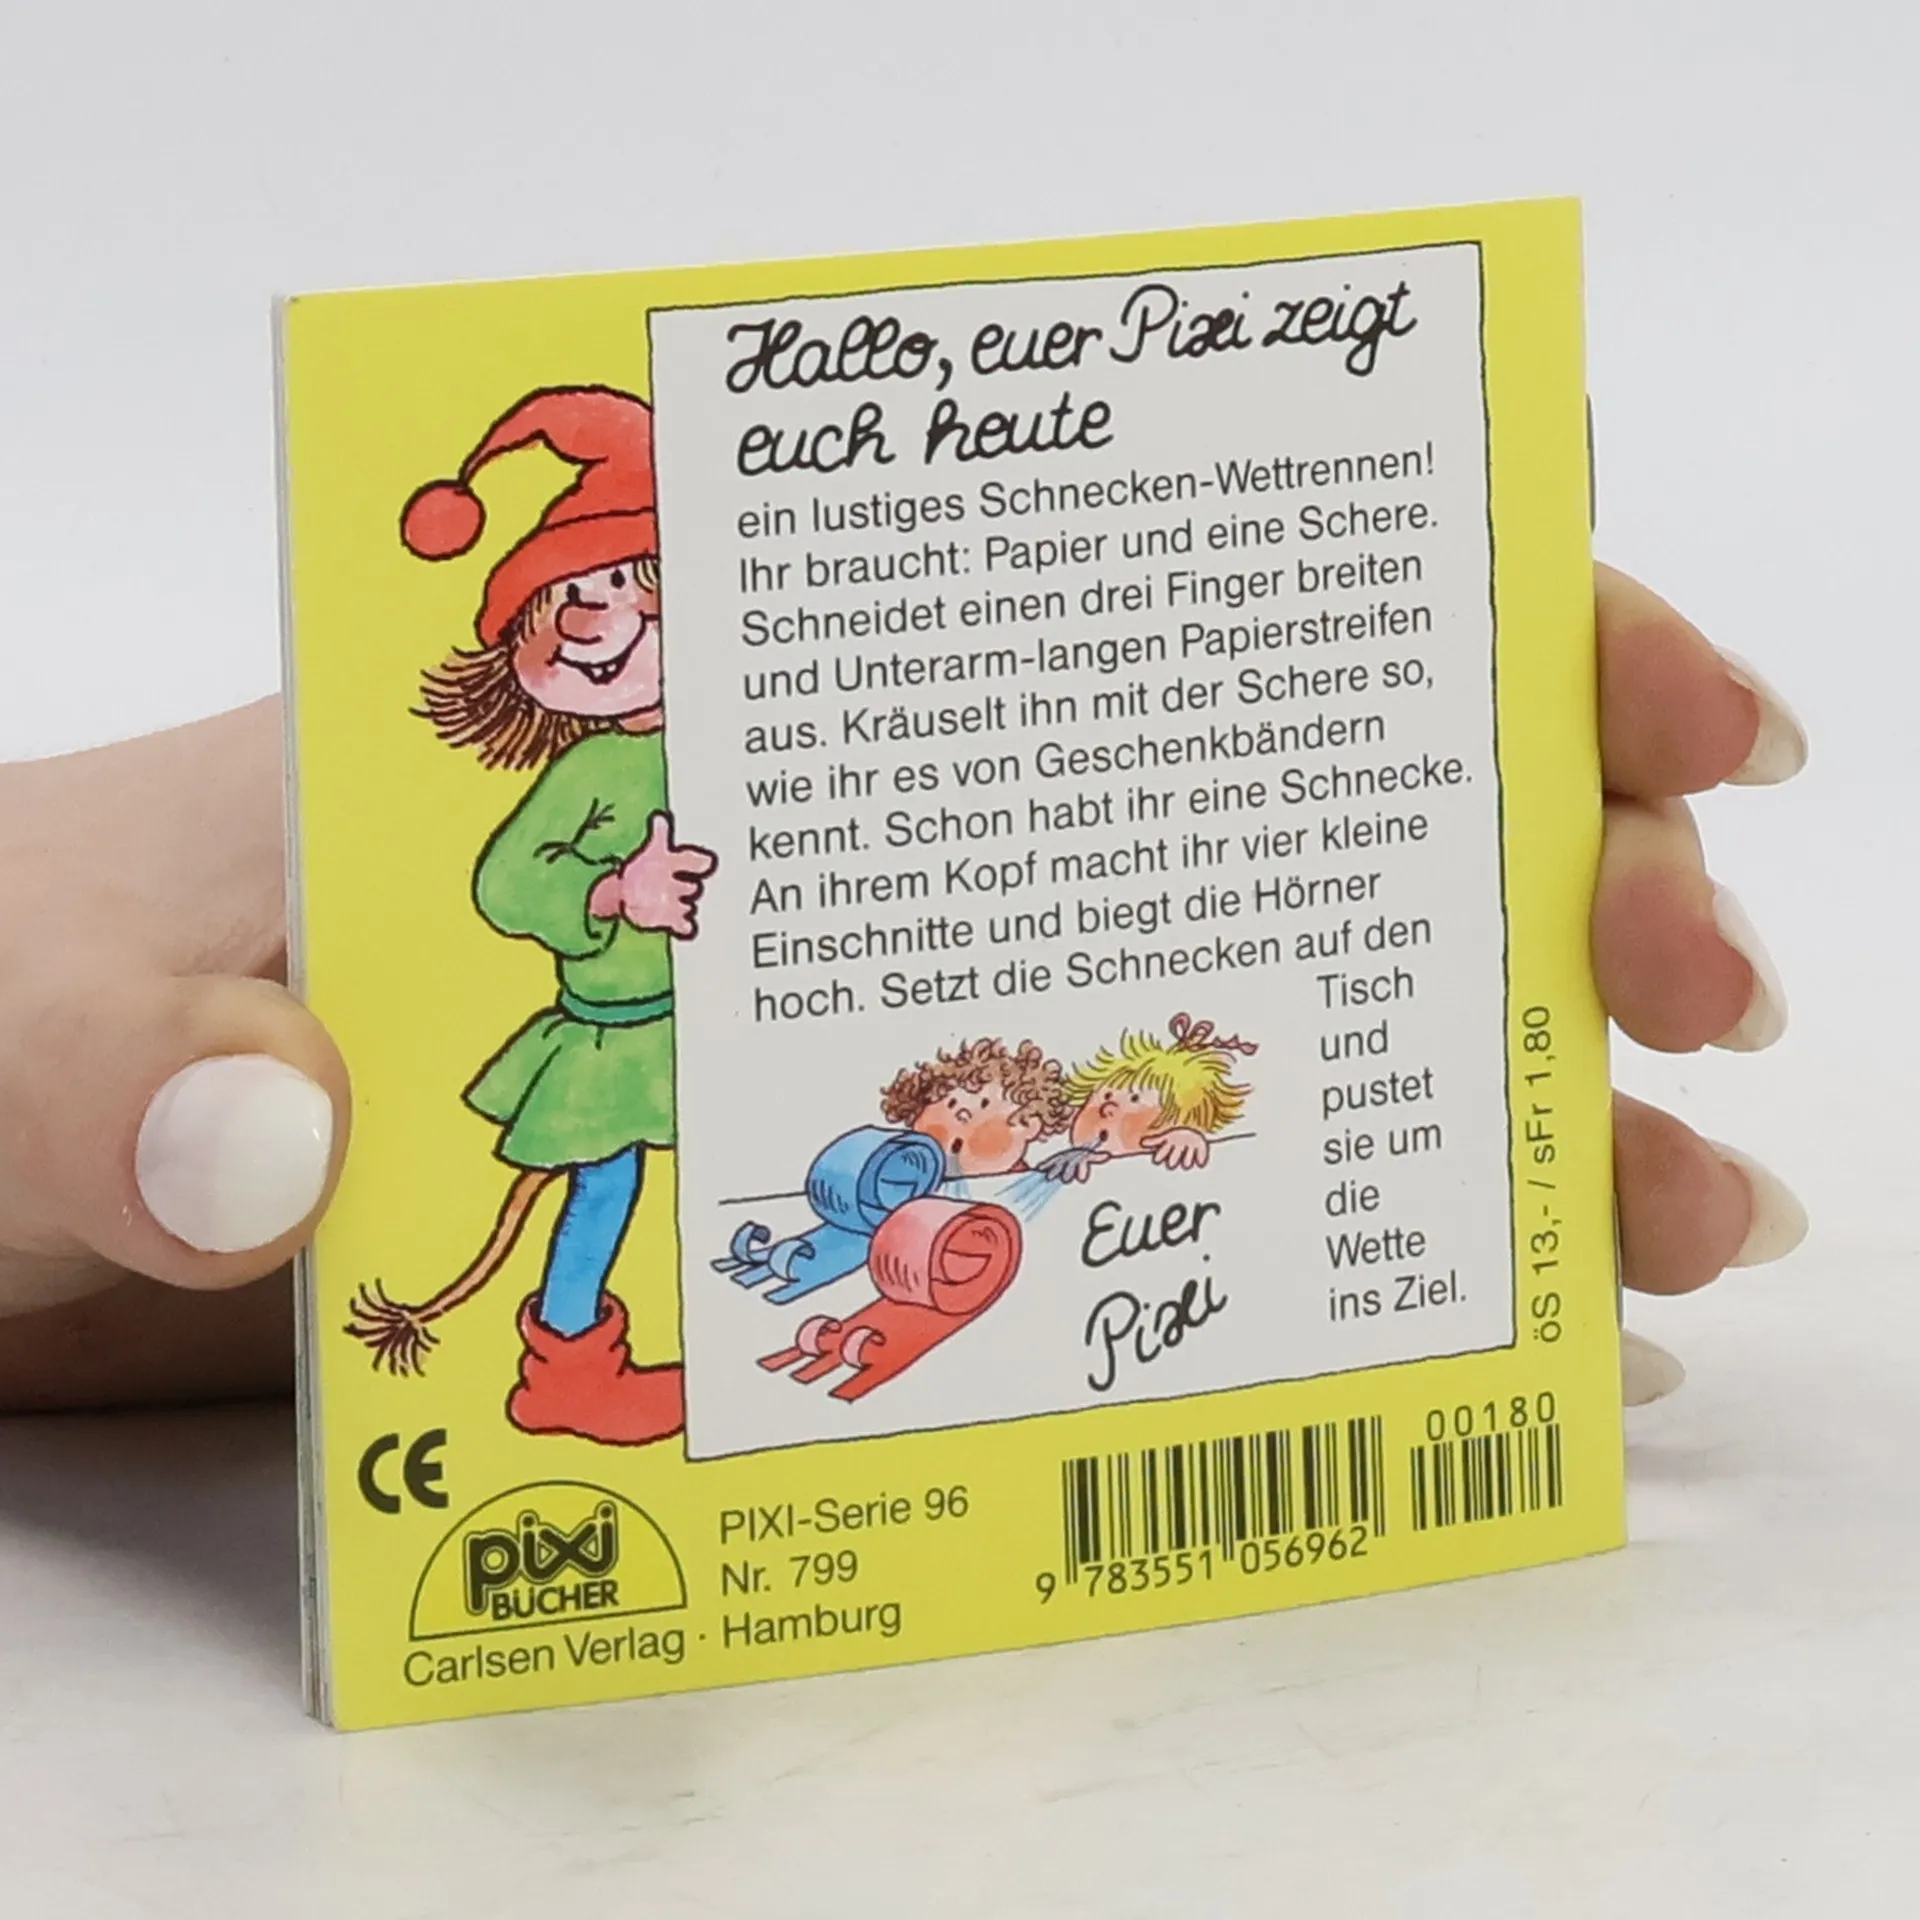 Hallo, euer Pixi zeigt
euch heute
ein lustiges Schnecken-Wettrennen!
Ihr braucht: Papier und eine Schere.
Schneidet einen drei Finger breiten
und Unterarm-langen Papierstreifen
aus. Kräuselt ihn mit der Schere so,
wie ihr es von Geschenkbändern
kennt. Schon habt ihr eine Schnecke.
An ihrem Kopf macht ihr vier kleine
Einschnitte und biegt die Hörner
hoch. Setzt die Schnecken auf den
Tisch
und
pustet
sie um
die
Wette
ins Ziel.
Euer
Pixi
öS 13,- / sFr 1,80
CE
pixi
BÜCHER
PIXI-Serie 96
Nr. 799
Carlsen Verlag · Hamburg
00180
9 783551 056962